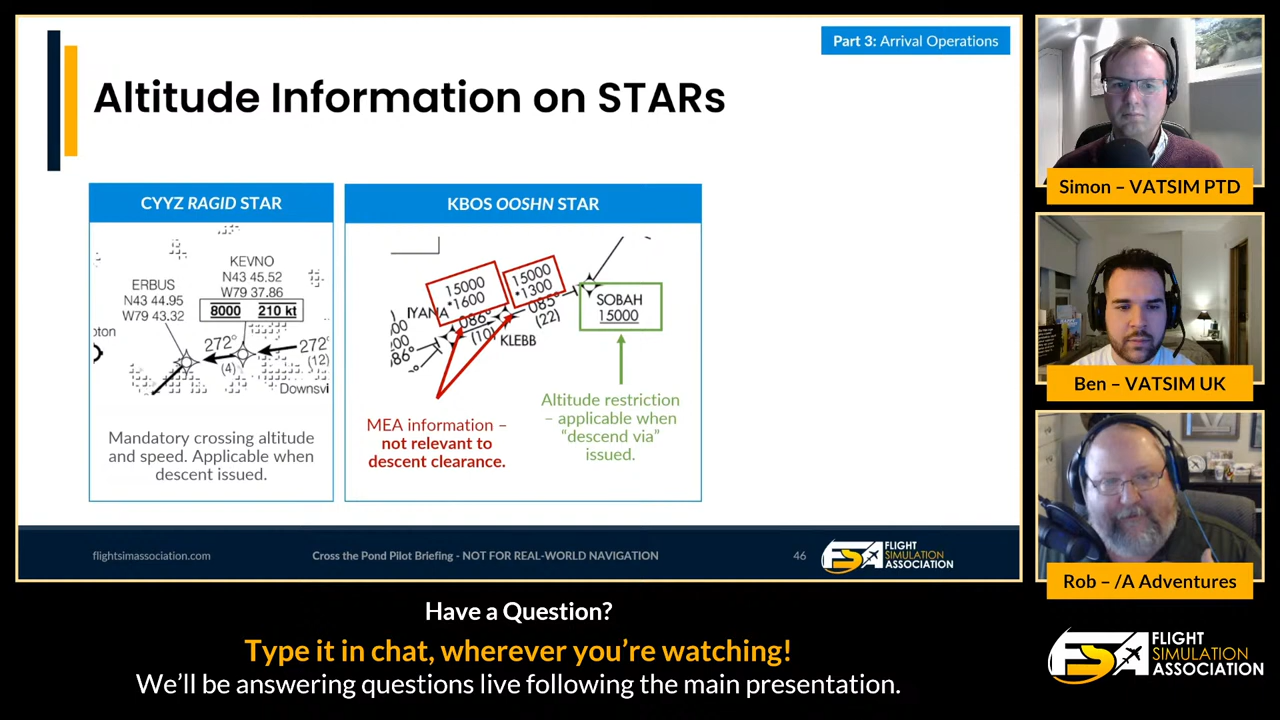 Part 3: Arrival Operations
Altitude Information on STARs
CYYZ RAGID STAR
KEVNO
N43 45.52
W79 37.86
8000 210 kt
ERBUS
N43 44.95
W79 43.32
272°
(4)
272°
(12)
Downsvi
Mandatory crossing altitude
and speed. Applicable when
descent issued.
KBOS OOSHN STAR
15000
*1600
15000
*1300
IYANA
086°
(10)
KLEBB
085°
(22)
86°
SOBAH
15000
MEA information –
not relevant to
descent clearance.
Altitude restriction
– applicable when
“descend via”
issued.
flightsimassociation.com
Cross the Pond Pilot Briefing - NOT FOR REAL-WORLD NAVIGATION
46
FSA FLIGHT
SIMULATION
ASSOCIATION
Simon – VATSIM PTD
Ben – VATSIM UK
Rob – /A Adventures
Have a Question?
Type it in chat, wherever you’re watching!
We’ll be answering questions live following the main presentation.
FSA FLIGHT
SIMULATION
ASSOCIATION